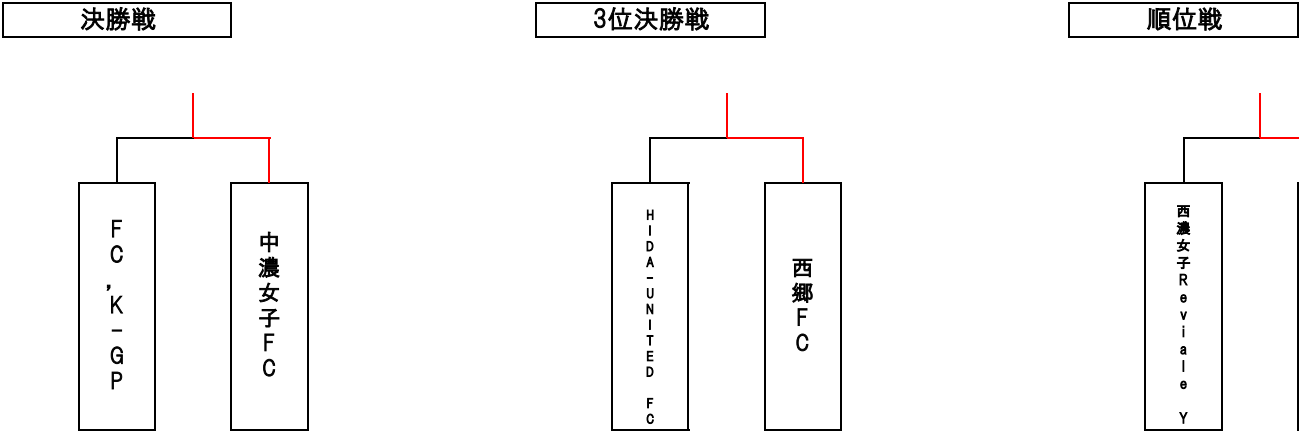 決勝戦
3位決勝戦
順位戦
FC,K-GP
中濃女子FC
HIDA-UNITED FC
西郷FC
西濃女子Reviale Y